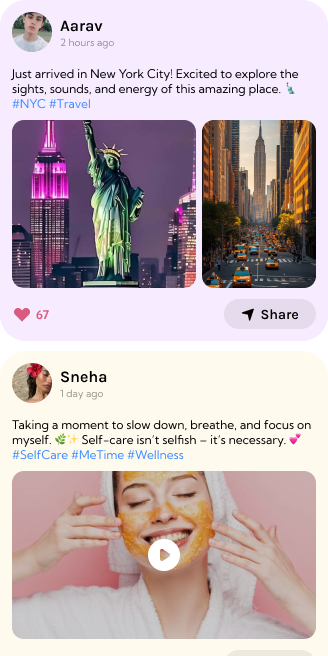 Aarav
2 hours ago
Just arrived in New York City! Excited to explore the
sights, sounds, and energy of this amazing place. 🗽
#NYC #Travel
67
Share
Sneha
1 day ago
Taking a moment to slow down, breathe, and focus on
myself. 🌿✨ Self-care isn’t selfish – it’s necessary. 💕
#SelfCare #MeTime #Wellness